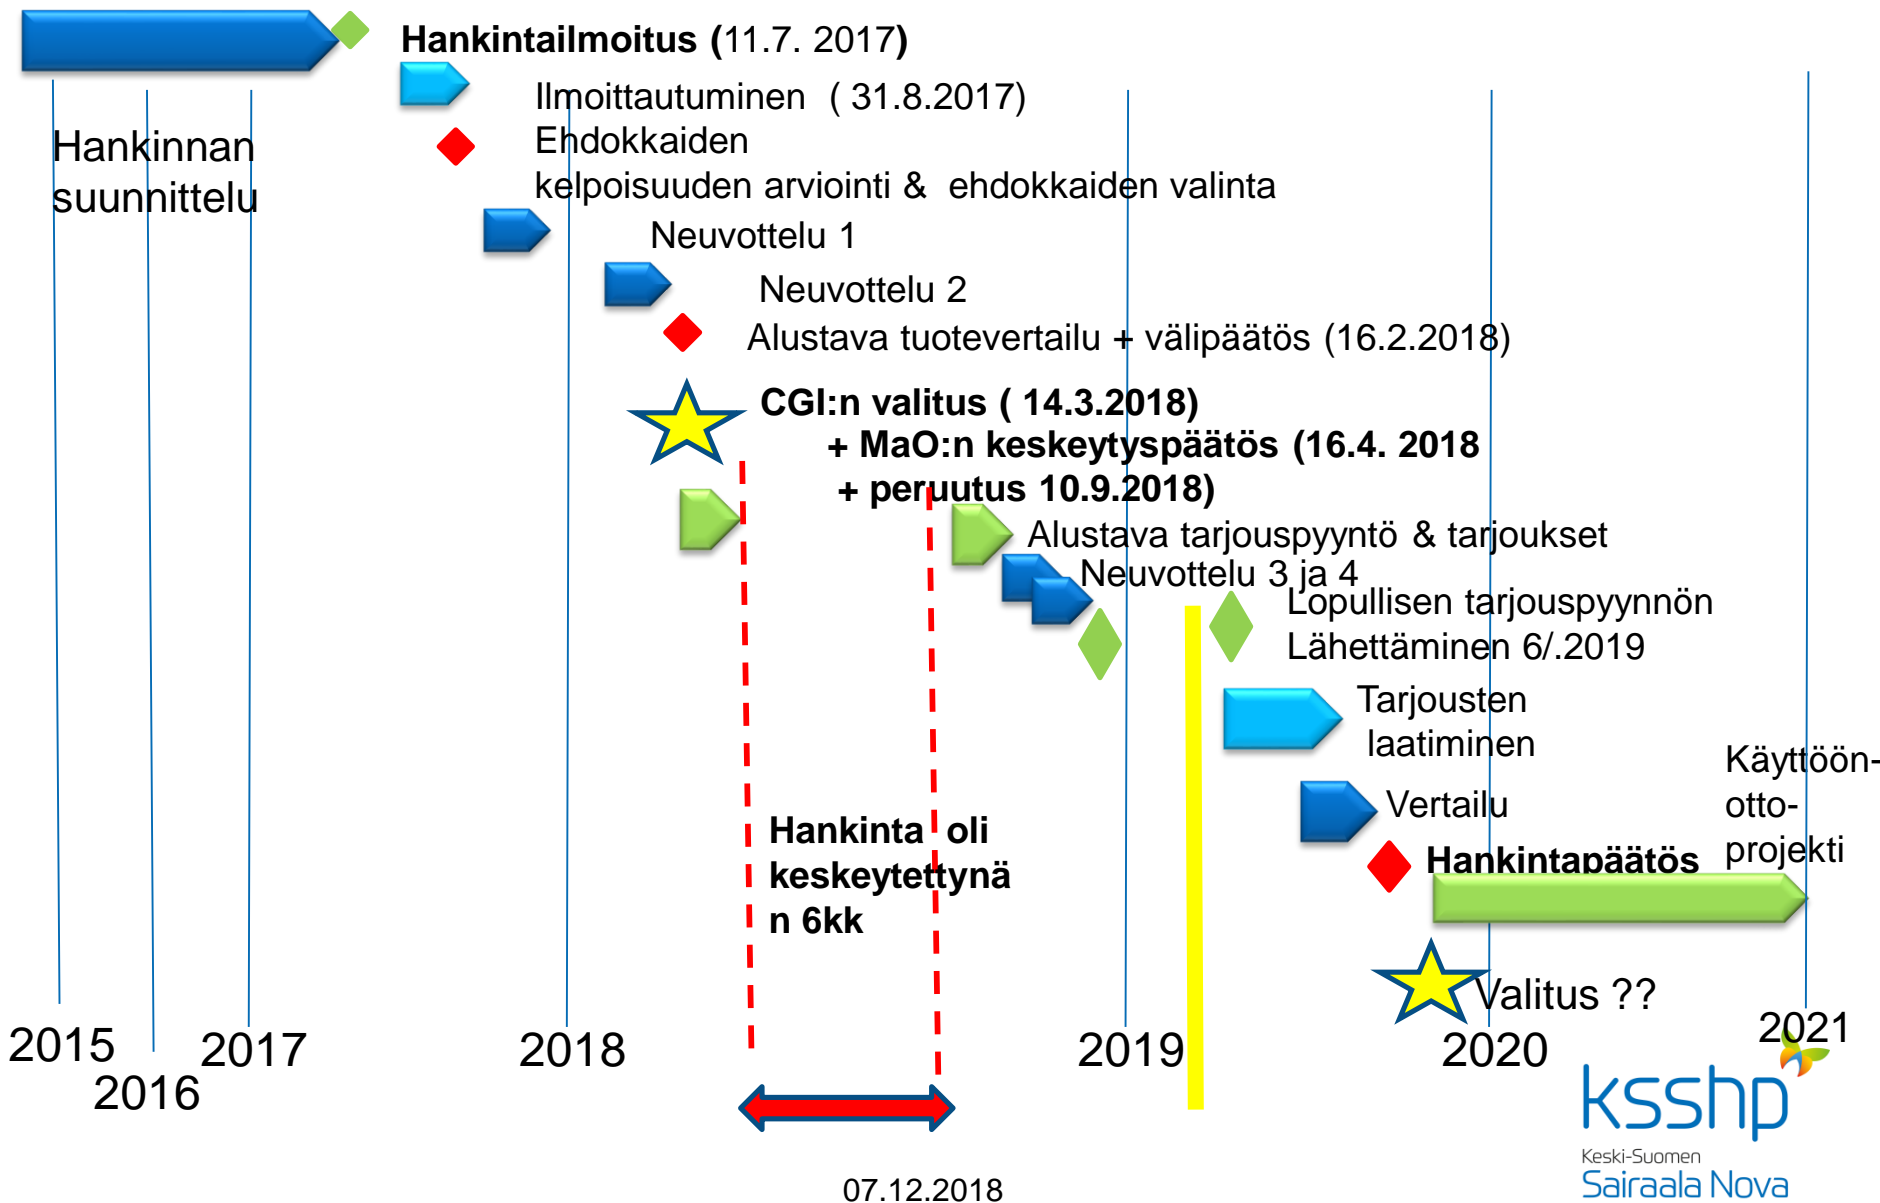 Hankintailmoitus (11.7. 2017)
Ilmoittautuminen ( 31.8.2017)
Hankinnan
suunnittelu
Ehdokkaiden
kelpoisuuden arviointi & ehdokkaiden valinta
Neuvottelu 1
Neuvottelu 2
Alustava tuotevertailu + välipäätös (16.2.2018)
CGI:n valitus ( 14.3.2018)
+ MaO:n keskeytyspäätös (16.4. 2018
+ peruutus 10.9.2018)
Alustava tarjouspyyntö & tarjoukset
Neuvottelu 3 ja 4
Lopullisen tarjouspyynnön
Lähettäminen 6/.2019
Tarjousten
laatiminen
Vertailu
Hankintapäätös
Käyttöön-
otto-
projekti
Hankinta oli
keskeytettynä
n 6kk
Valitus ??
2015
2016
2017
2018
2019
2020
2021
07.12.2018
ksshp
Keski-Suomen
Sairaala Nova